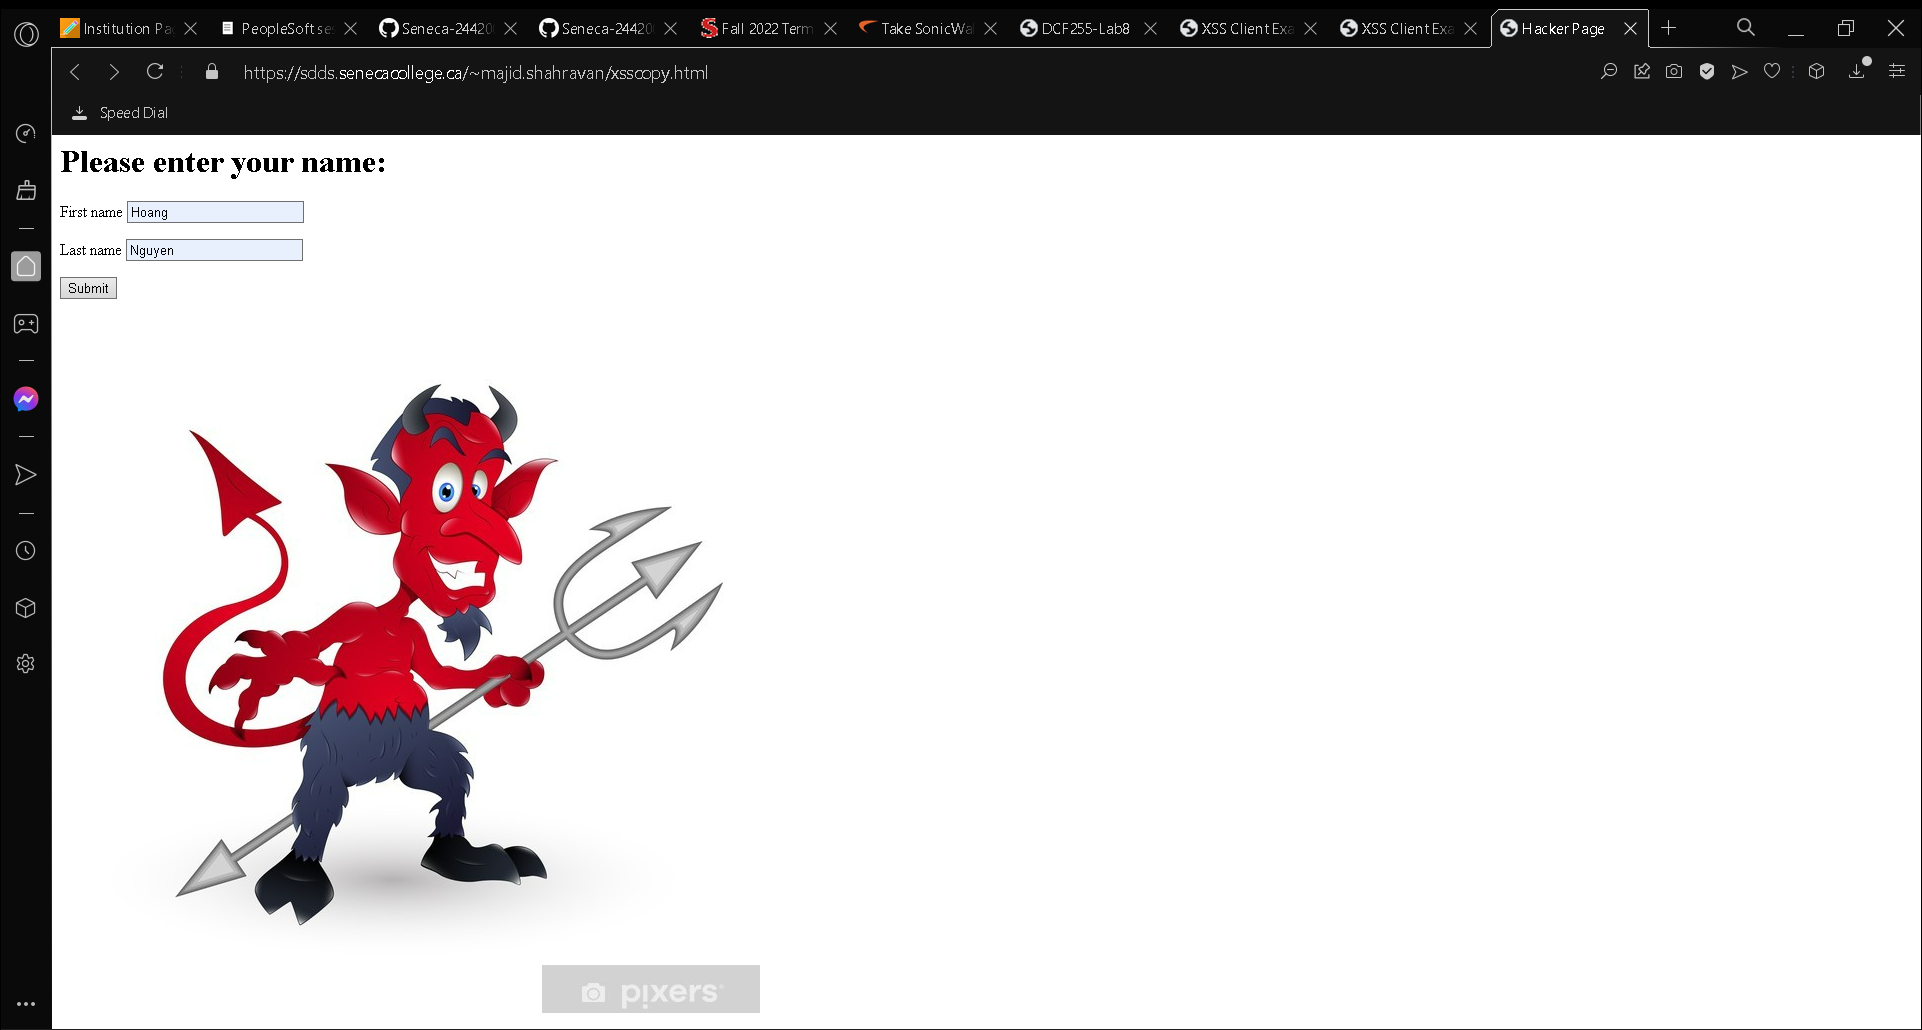 Institution Pa
PeopleSoft se
Seneca-24420
Seneca-24420
Fall 2022 Term
Take SonicWal
DCF255-Lab8
XSS Client Exa
XSS Client Exa
Hacker Page
https://sdds.senecacollege.ca/~majid.shahravan/xsscopy.html
Speed Dial
Please enter your name:
First name Hoang
Last name Nguyen
Submit
pixers